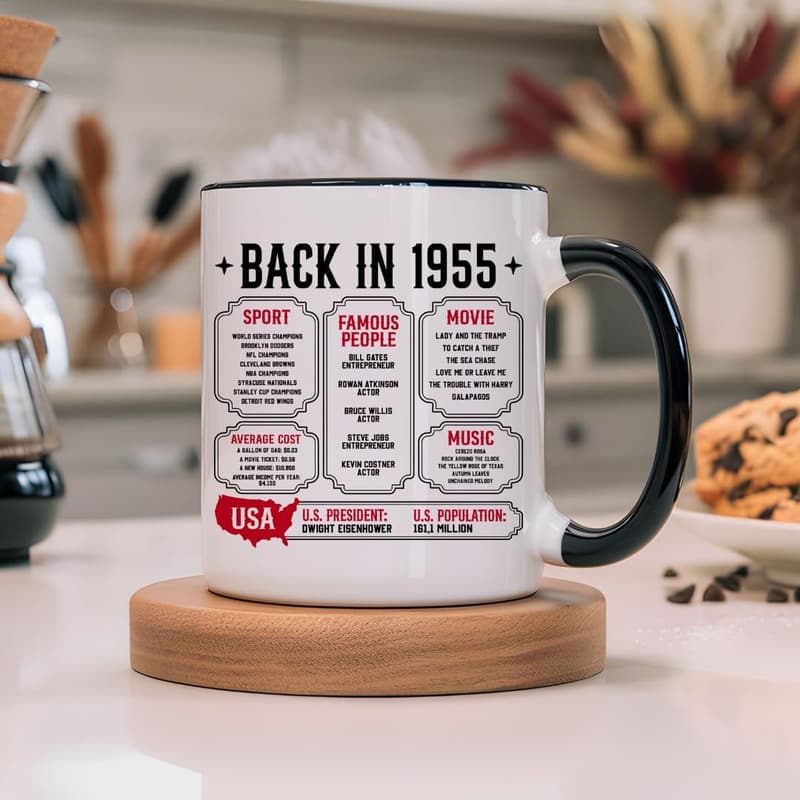 BACK IN 1955
SPORT
WORLD SERIES CHAMPIONS
BROOKLYN DODGERS
NFL CHAMPIONS
CLEVELAND BROWNS
NBA CHAMPIONS
SYRACUSE NATIONALS
STANLEY CUP CHAMPIONS
DETROIT RED WINGS
AVERAGE COST
A GALLON OF GAS: $0.23
A MOVIE TICKET: $0.58
A NEW HOUSE: $10,950
AVERAGE INCOME PER YEAR:
$4,130
FAMOUS
PEOPLE
BILL GATES
ENTREPRENEUR
ROWAN ATKINSON
ACTOR
BRUCE WILLIS
ACTOR
STEVE JOBS
ENTREPRENEUR
KEVIN COSTNER
ACTOR
MOVIE
LADY AND THE TRAMP
TO CATCH A THIEF
THE SEA CHASE
LOVE ME OR LEAVE ME
THE TROUBLE WITH HARRY
GALAPAGOS
MUSIC
CEREZO ROSA
ROCK AROUND THE CLOCK
THE YELLOW ROSE OF TEXAS
AUTUMN LEAVES
UNCHAINED MELODY
USA
U.S. PRESIDENT:
DWIGHT EISENHOWER
U.S. POPULATION:
161,1 MILLION